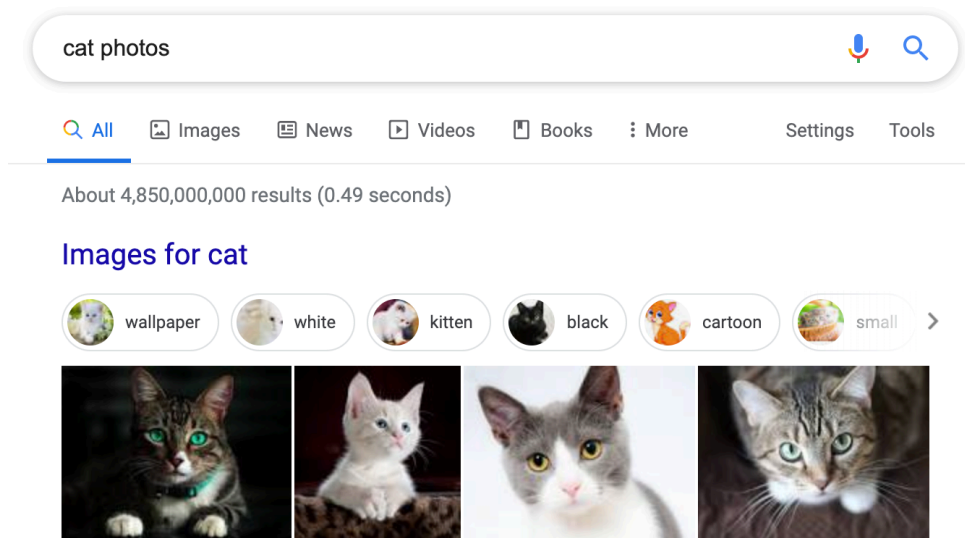 cat photos
All Images News Videos Books More Settings Tools
About 4,850,000,000 results (0.49 seconds)
Images for cat
wallpaper white kitten black cartoon small